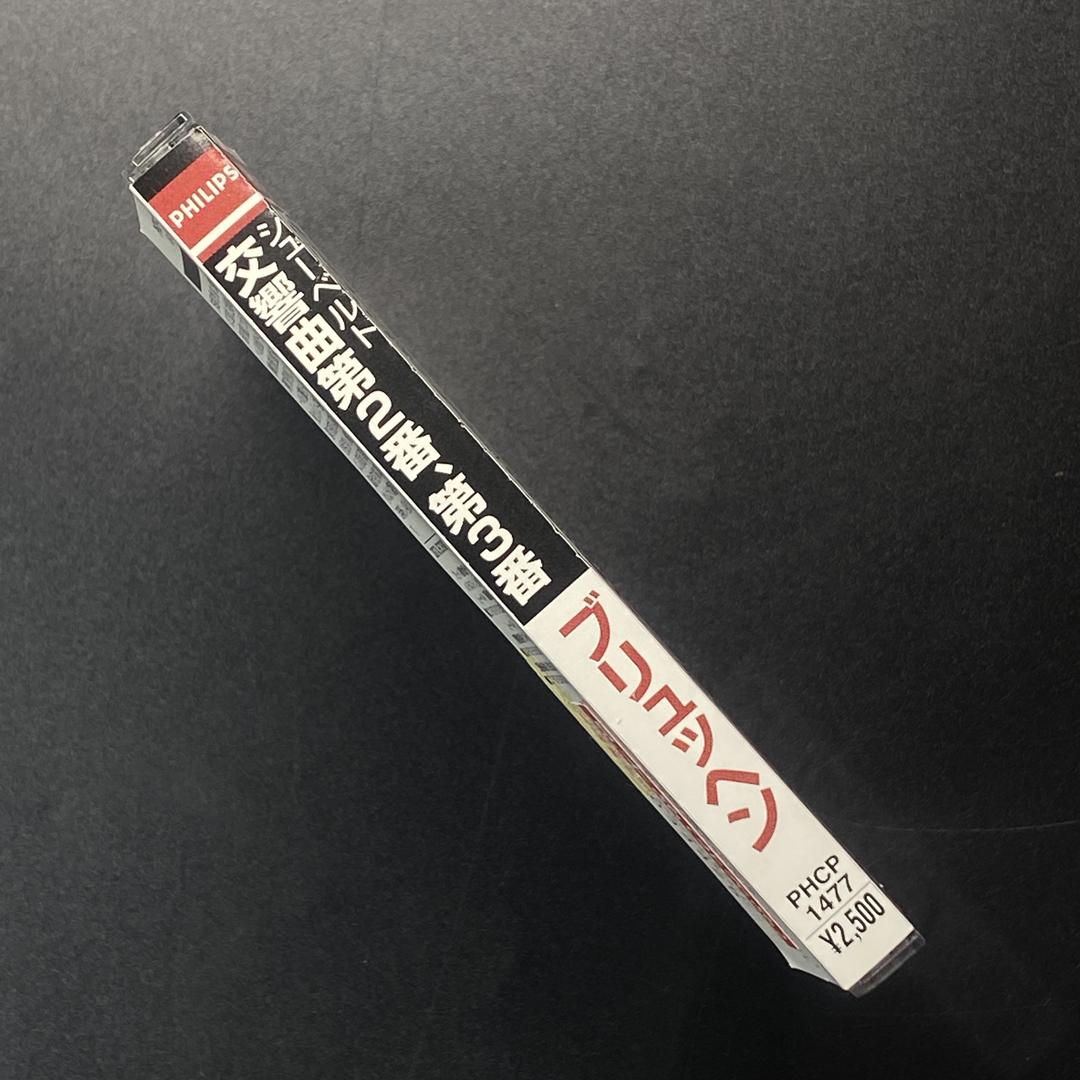 PHILIPS
シューベルト
交響曲第2番、第3番
ブリュッヘン
PHCP
1477
¥2,500